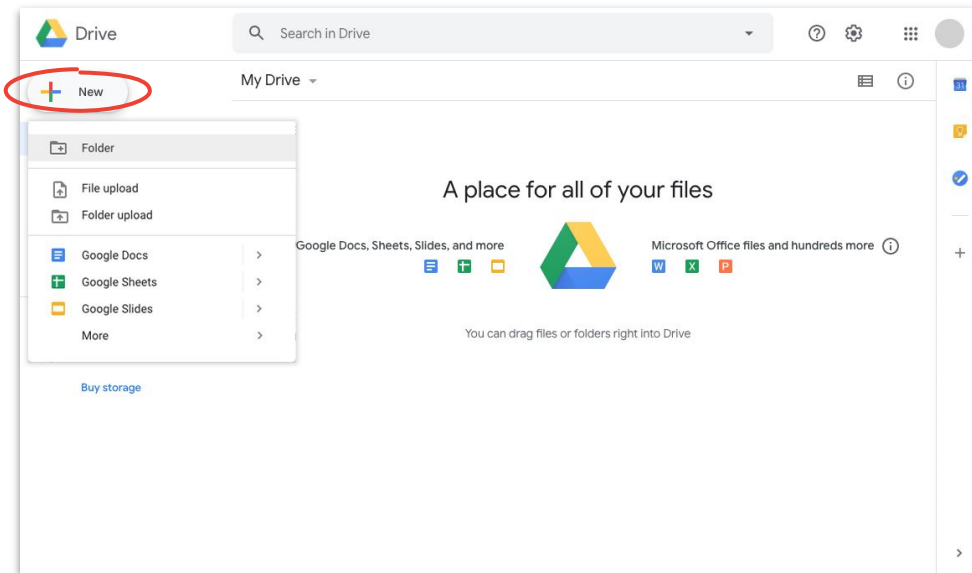 Drive
Search in Drive
New
My Drive
31
Folder
File upload
Folder upload
A place for all of your files
Google Docs, Sheets, Slides, and more
Microsoft Office files and hundreds more
W X P
Google Docs
Google Sheets
Google Slides
More
You can drag files or folders right into Drive
Buy storage